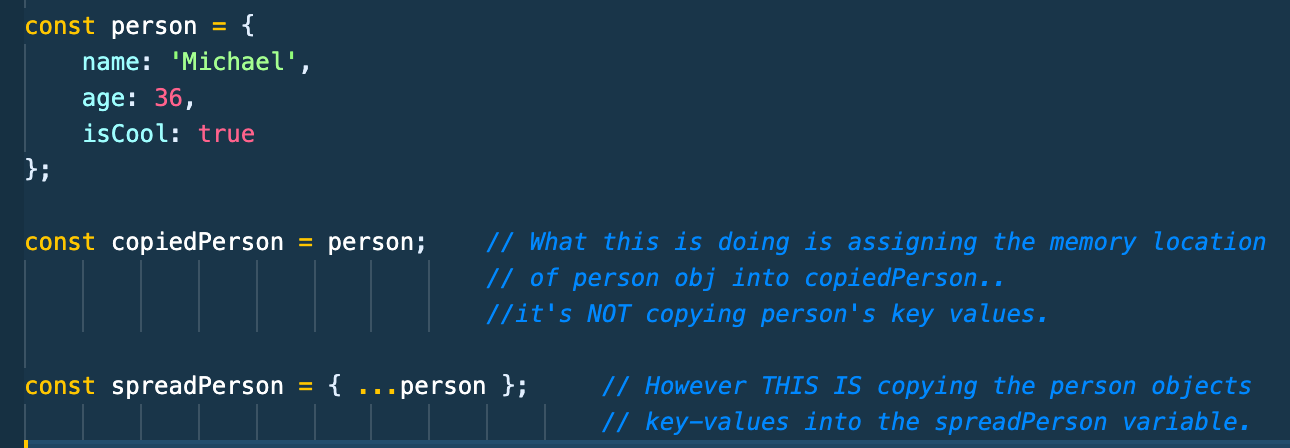 const person = {
    name: 'Michael',
    age: 36,
    isCool: true
};
const copiedPerson = person;    // What this is doing is assigning the memory location
// of person obj into copiedPerson..
//it's NOT copying person's key values.
const spreadPerson = { ...person };     // However THIS IS copying the person objects
// key-values into the spreadPerson variable.